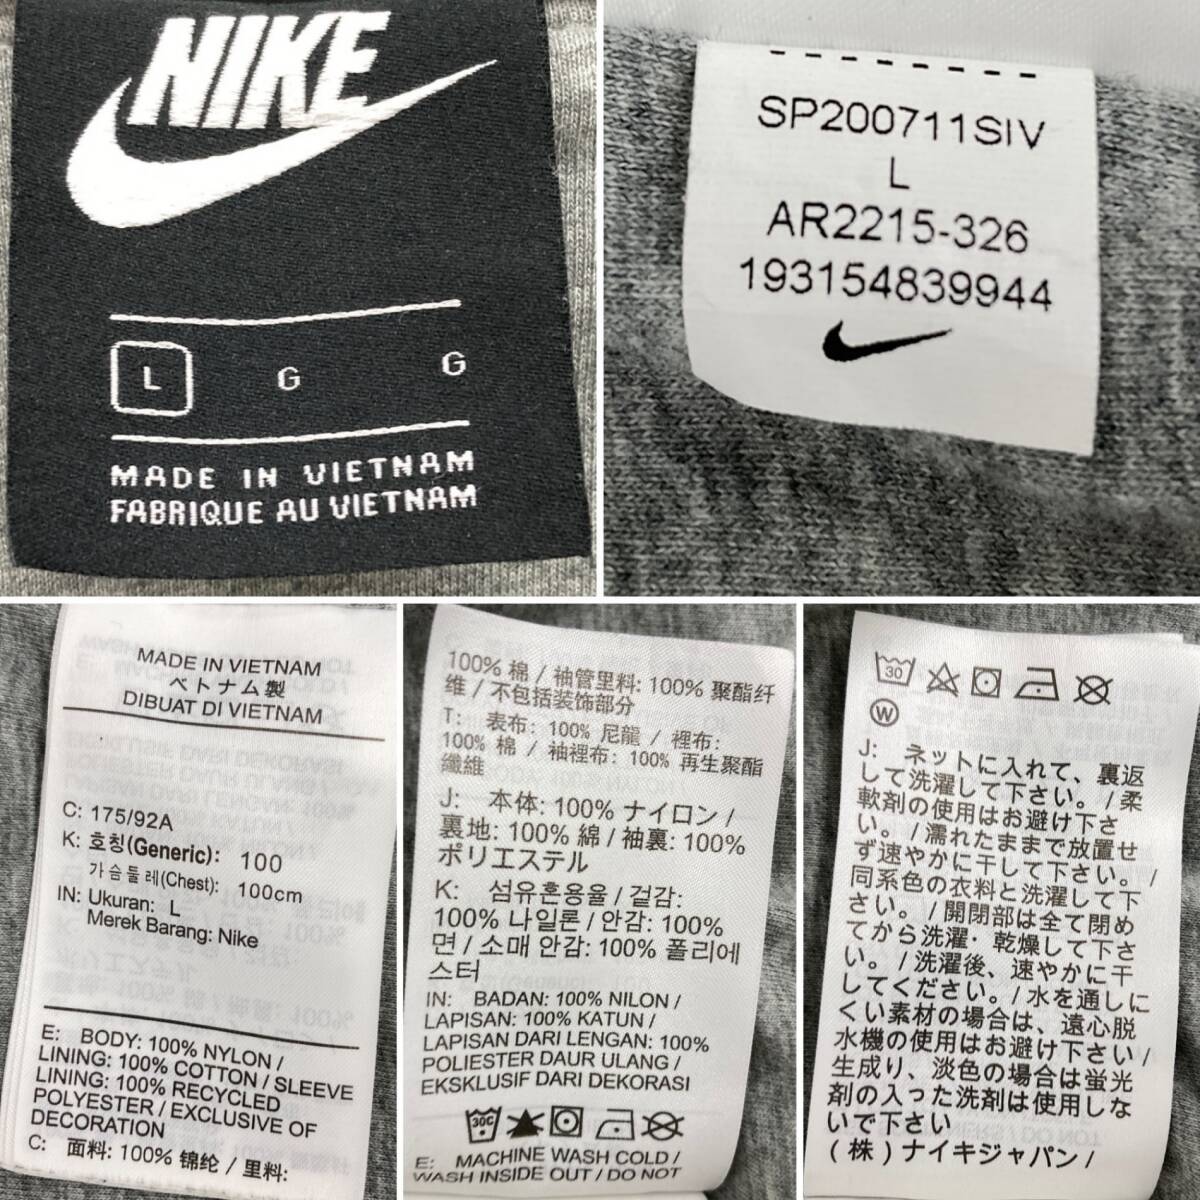 NIKE
L G G
MADE IN VIETNAM
FABRIQUE AU VIETNAM
SP200711SIV
L
AR2215-326
193154839944
MADE IN VIETNAM
ベトナム製
DIBUAT DI VIETNAM
C: 175/92A
K: 호칭(Generic): 100
가슴둘레(Chest): 100cm
IN: Ukuran: L
Merek Barang: Nike
E: BODY: 100% NYLON /
LINING: 100% COTTON / SLEEVE
LINING: 100% RECYCLED
POLYESTER / EXCLUSIVE OF
DECORATION
C: 面料: 100% 锦纶 / 里料:
100% 棉 / 袖管里料: 100% 聚酯纤
维 / 不包括装饰部分
T: 表布: 100% 尼龍 / 裡布:
100% 棉 / 袖裡布: 100% 再生聚酯
纖維
J: 本体: 100% ナイロン /
裏地: 100% 綿 / 袖裏: 100%
ポリエステル
K: 섬유혼용율 / 겉감:
100% 나일론 / 안감: 100%
면 / 소매 안감: 100% 폴리에
스터
IN: BADAN: 100% NILON /
LAPISAN: 100% KATUN /
LAPISAN DARI LENGAN: 100%
POLIESTER DAUR ULANG /
EKSKLUSIF DARI DEKORASI
30C
E: MACHINE WASH COLD /
WASH INSIDE OUT / DO NOT
30
W
J: ネットに入れて、裏返
して洗濯して下さい。/ 柔
軟剤の使用はお避け下さ
い。/ 濡れたままで放置せ
ず速やかに干して下さい。/
同系色の衣料と洗濯して下
さい。/ 開閉部は全て閉め
てから洗濯・乾燥して下さ
い。/ 洗濯後、速やかに干
してください。/ 水を通しに
くい素材の場合は、遠心脱
水機の使用はお避け下さい /
生成り、淡色の場合は蛍光
剤の入った洗剤は使用しな
いで下さい
(株) ナイキジャパン /